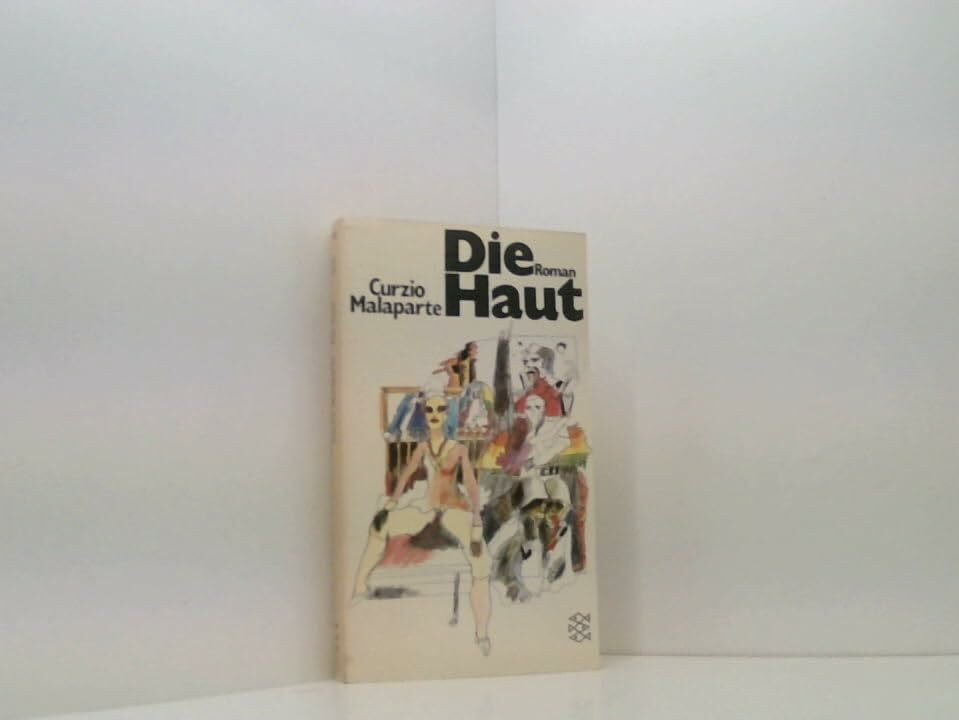 Die
Roman
Curzio
Malaparte
Haut